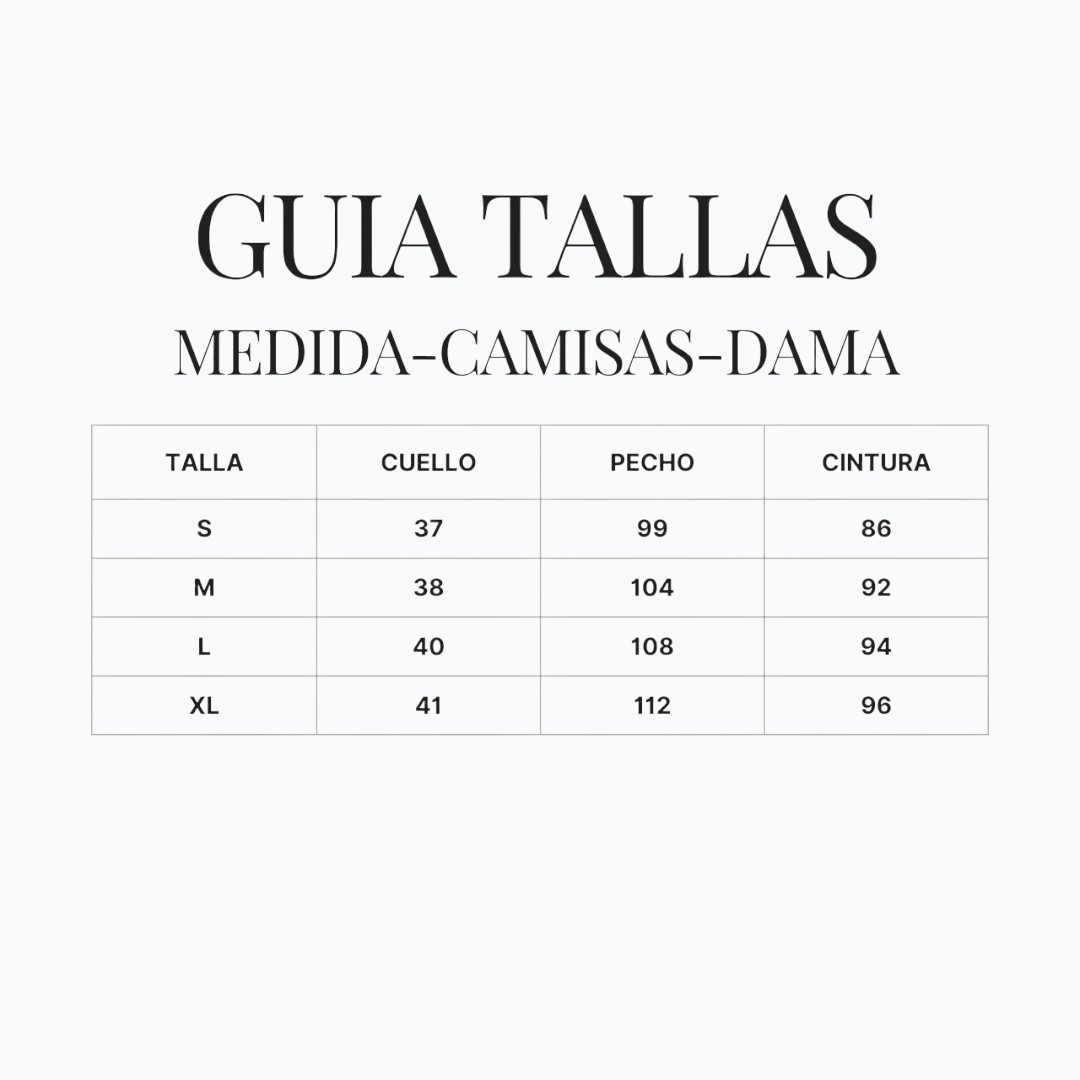 GUIA TALLAS
MEDIDA-CAMISAS-DAMA
TALLA CUELLO PECHO CINTURA
S 37 99 86
M 38 104 92
L 40 108 94
XL 41 112 96